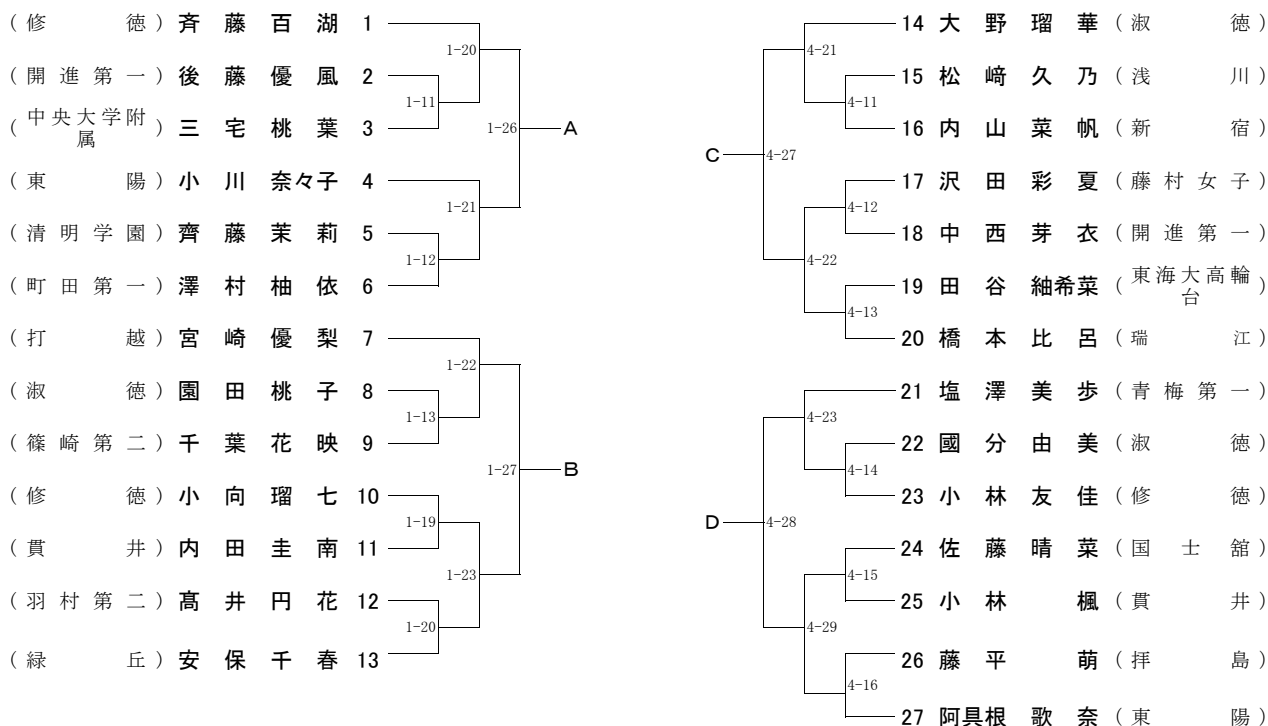 （修徳）斉藤百湖 1
1-20
（開進第一）後藤優風 2
1-11
（中央大学附属）三宅桃葉 3
1-26
A
（東陽）小川奈々子 4
1-21
（清明学園）齊藤茉莉 5
1-12
（町田第一）澤村柚依 6
（打越）宮崎優梨 7
1-22
（淑徳）園田桃子 8
1-13
（篠崎第二）千葉花映 9
1-27
B
（修徳）小向瑠七 10
1-19
（貫井）内田圭南 11
1-23
（羽村第二）髙井円花 12
1-20
（緑丘）安保千春 13
14 大野瑠華（淑徳）
4-21
15 松﨑久乃（浅川）
4-11
16 内山菜帆（新宿）
C
4-27
17 沢田彩夏（藤村女子）
4-12
18 中西芽衣（開進第一）
4-22
19 田谷紬希菜（東海大高輪台）
4-13
20 橋本比呂（瑞江）
21 塩澤美歩（青梅第一）
4-23
22 國分由美（淑徳）
4-14
23 小林友佳（修徳）
D
4-28
24 佐藤晴菜（国士舘）
4-15
25 小林楓（貫井）
4-29
26 藤平萌（拝島）
4-16
27 阿具根歌奈（東陽）